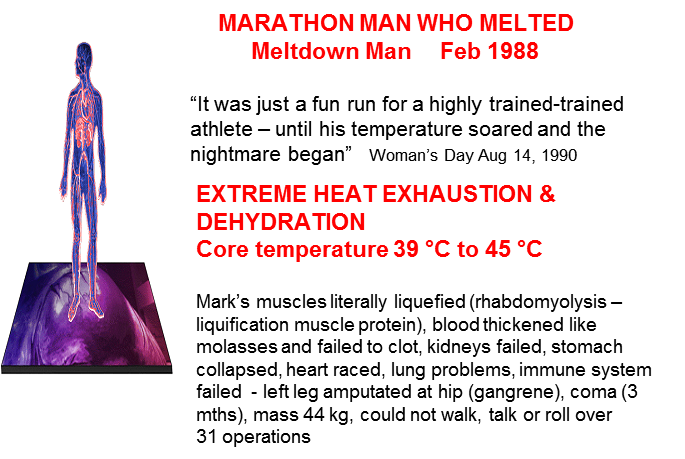 MARATHON MAN WHO MELTED
Meltdown Man Feb 1988
“It was just a fun run for a highly trained-trained
athlete – until his temperature soared and the
nightmare began” Woman’s Day Aug 14, 1990
EXTREME HEAT EXHAUSTION &
DEHYDRATION
Core temperature 39 °C to 45 °C
Mark’s muscles literally liquefied (rhabdomyolysis –
liquification muscle protein), blood thickened like
molasses and failed to clot, kidneys failed, stomach
collapsed, heart raced, lung problems, immune system
failed - left leg amputated at hip (gangrene), coma (3
mths), mass 44 kg, could not walk, talk or roll over
31 operations